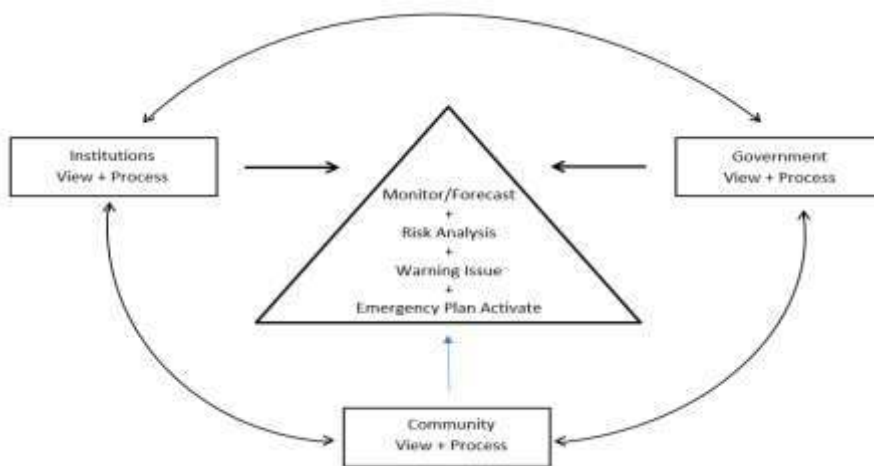 Institutions
View + Process
Government
View + Process
Monitor/Forecast
+
Risk Analysis
+
Warning Issue
+
Emergency Plan Activate
Community
View + Process